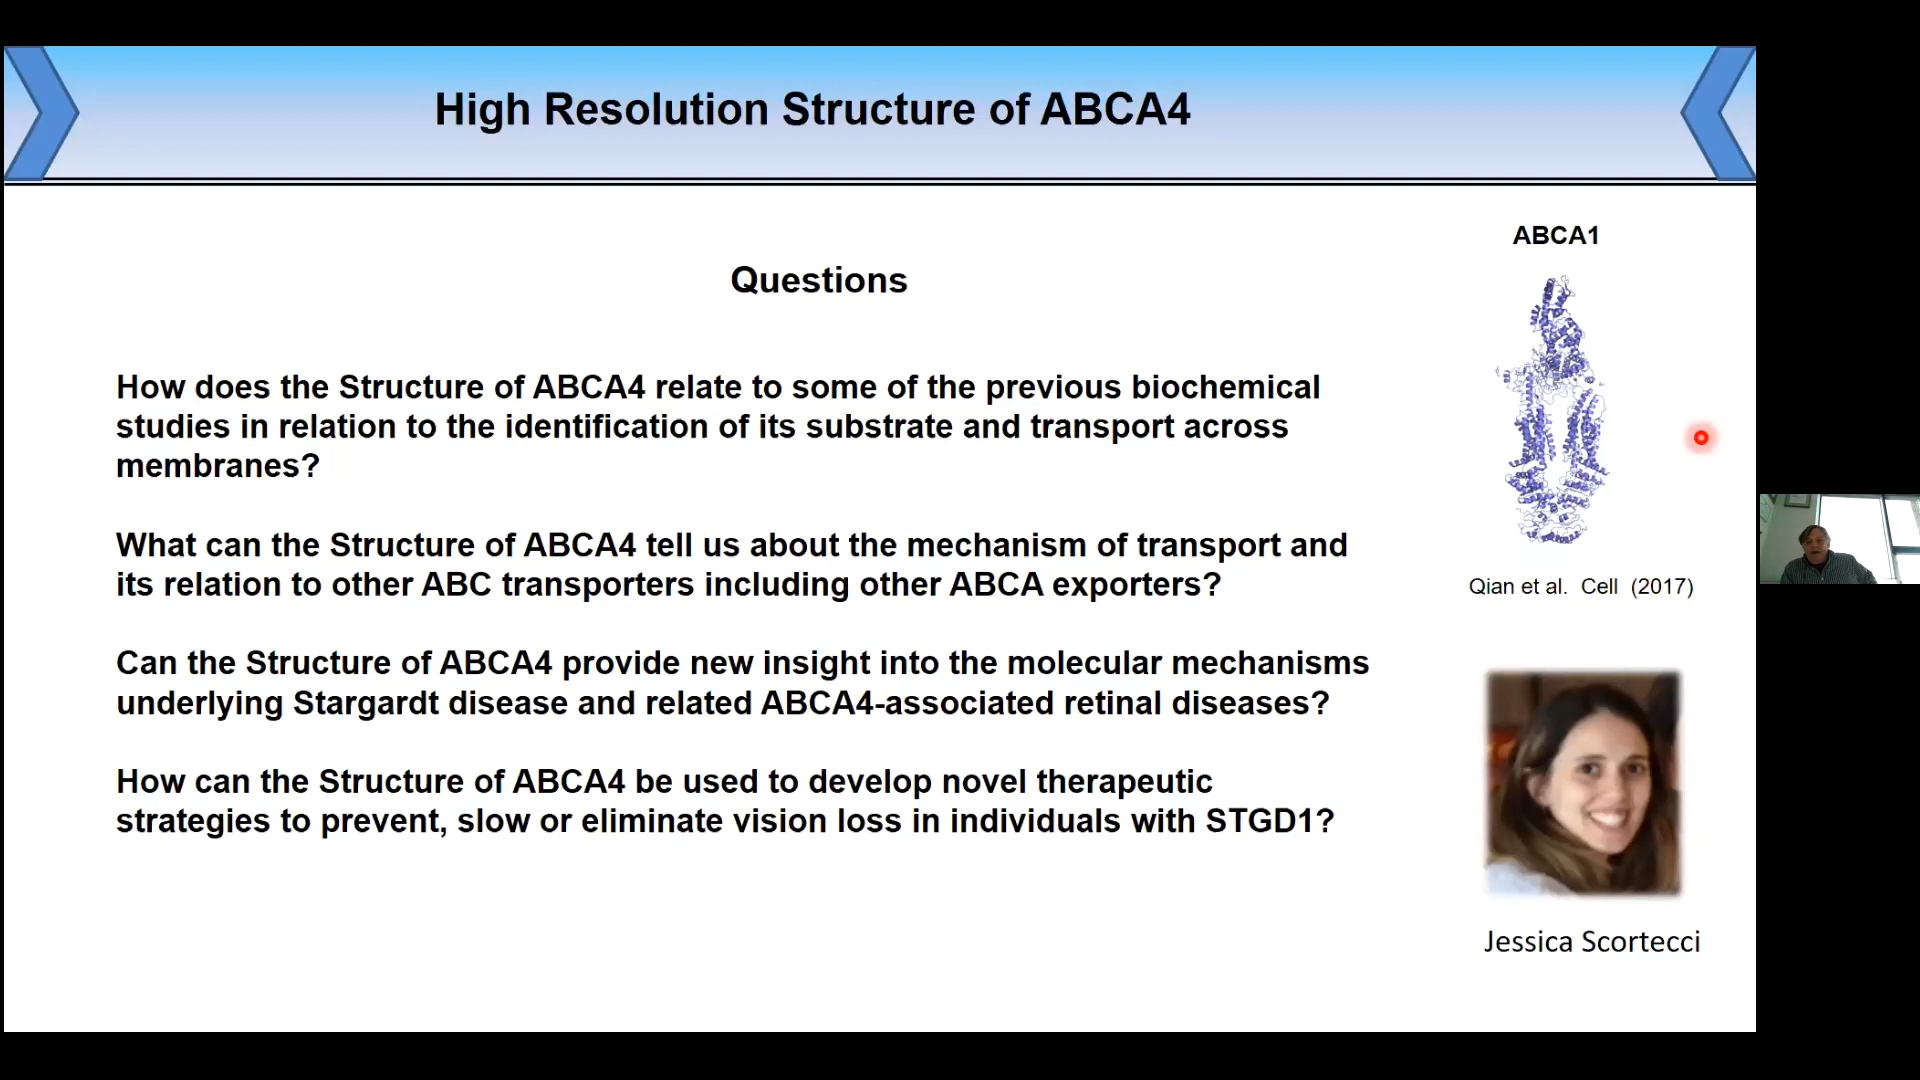 High Resolution Structure of ABCA4
ABCA1
Questions
How does the Structure of ABCA4 relate to some of the previous biochemical
studies in relation to the identification of its substrate and transport across
membranes?
What can the Structure of ABCA4 tell us about the mechanism of transport and
its relation to other ABC transporters including other ABCA exporters?
Qian et al. Cell (2017)
Can the Structure of ABCA4 provide new insight into the molecular mechanisms
underlying Stargardt disease and related ABCA4-associated retinal diseases?
How can the Structure of ABCA4 be used to develop novel therapeutic
strategies to prevent, slow or eliminate vision loss in individuals with STGD1?
Jessica Scortecci